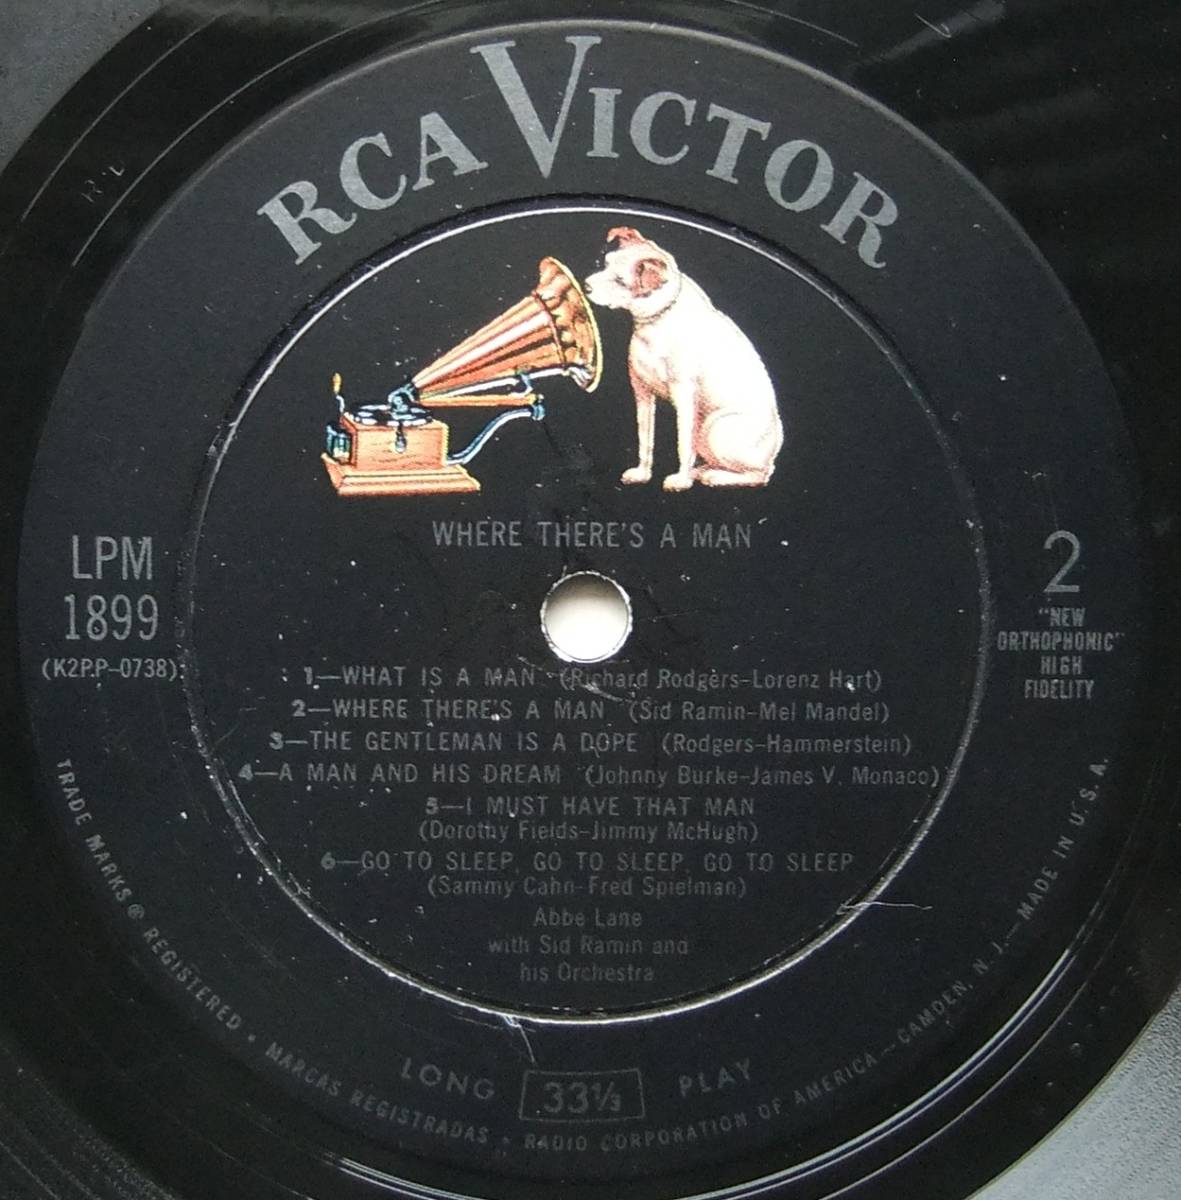 RCA VICTOR
WHERE THERE'S A MAN
LPM
1899
(K2PP-0738)
2
"NEW
ORTHOPHONIC"
HIGH
FIDELITY
1—WHAT IS A MAN (Richard Rodgers-Lorenz Hart)
2—WHERE THERE'S A MAN (Sid Ramin-Mel Mandel)
3—THE GENTLEMAN IS A DOPE (Rodgers-Hammerstein)
4—A MAN AND HIS DREAM (Johnny Burke-James V. Monaco)
5—I MUST HAVE THAT MAN
(Dorothy Fields-Jimmy McHugh)
6—GO TO SLEEP, GO TO SLEEP, GO TO SLEEP
(Sammy Cahn-Fred Spielman)
Abbe Lane
with Sid Ramin and
his Orchestra
LONG 33⅓ PLAY
TRADE MARKS ® REGISTERED • MARCAS REGISTRADAS • RADIO CORPORATION OF AMERICA—CAMDEN, N. J.—MADE IN U.S.A.